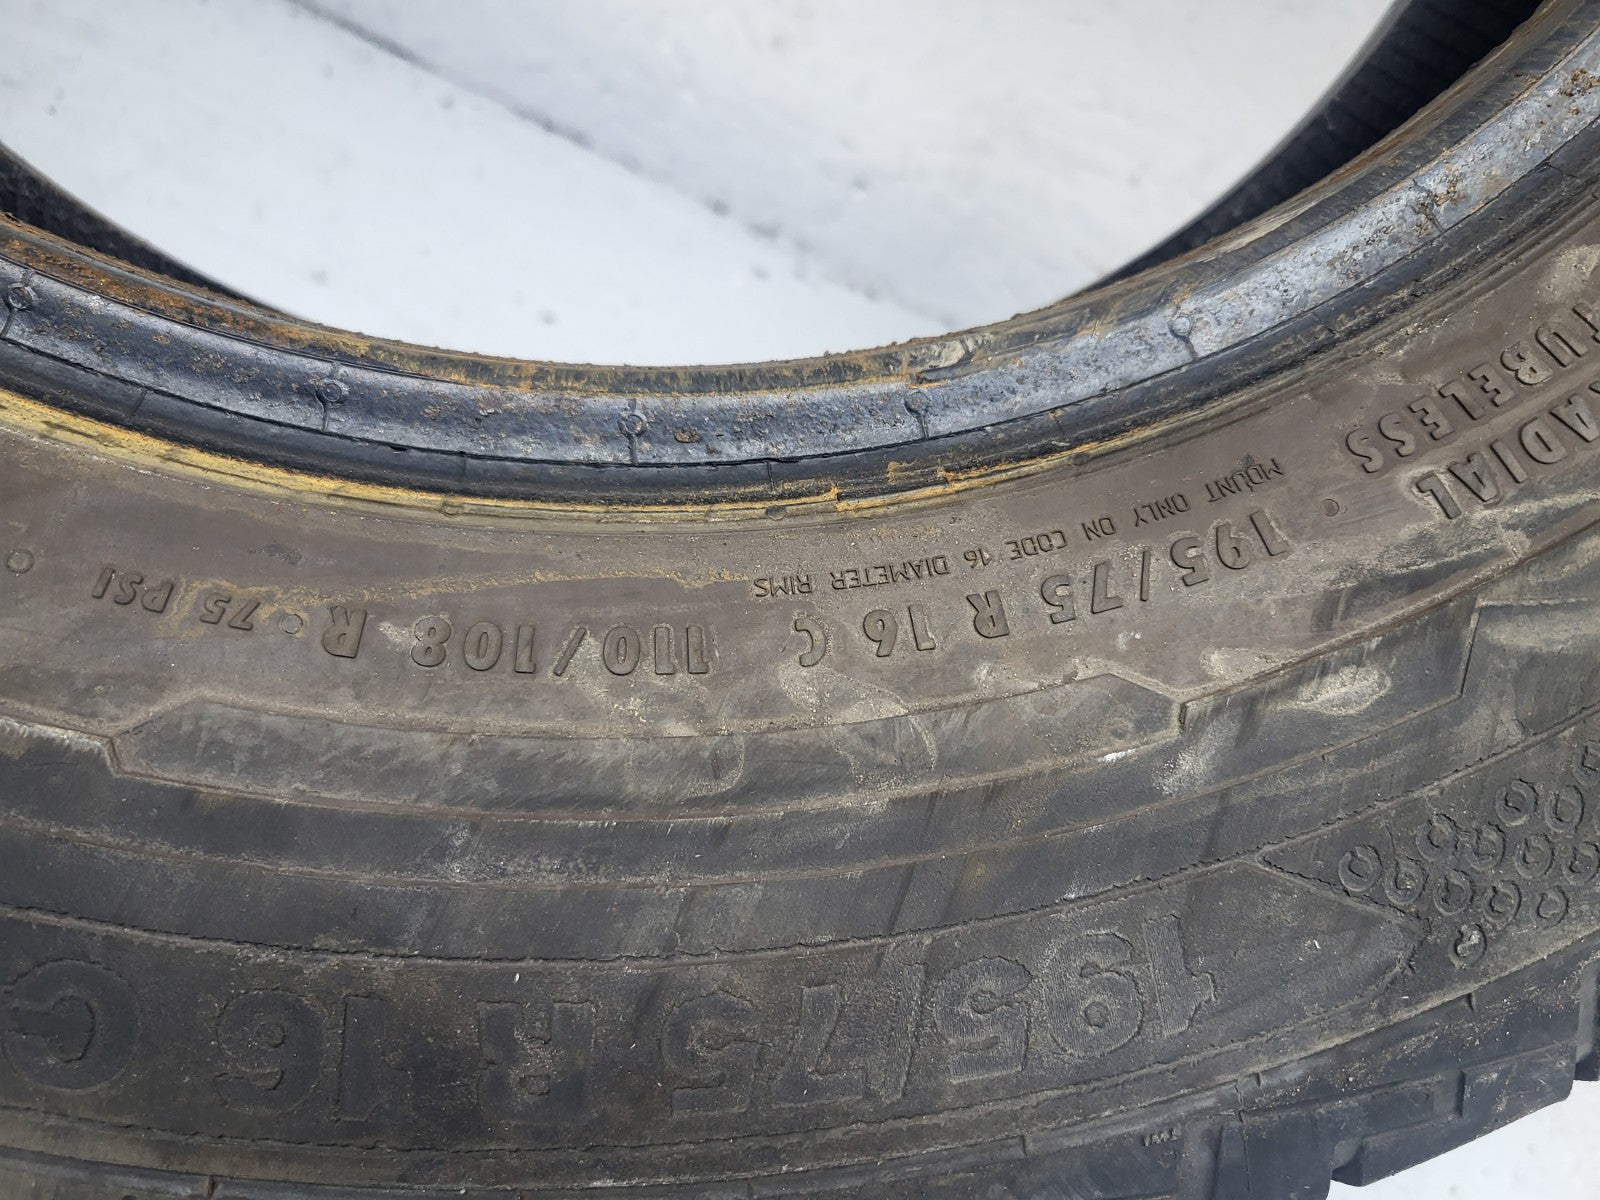 RADIAL
TUBELESS
• 195/75 R 16 C 110/108 R • 75 PSI
MOUNT ONLY ON CODE 16 DIAMETER RIMS
195/75 R 16 C
TWI